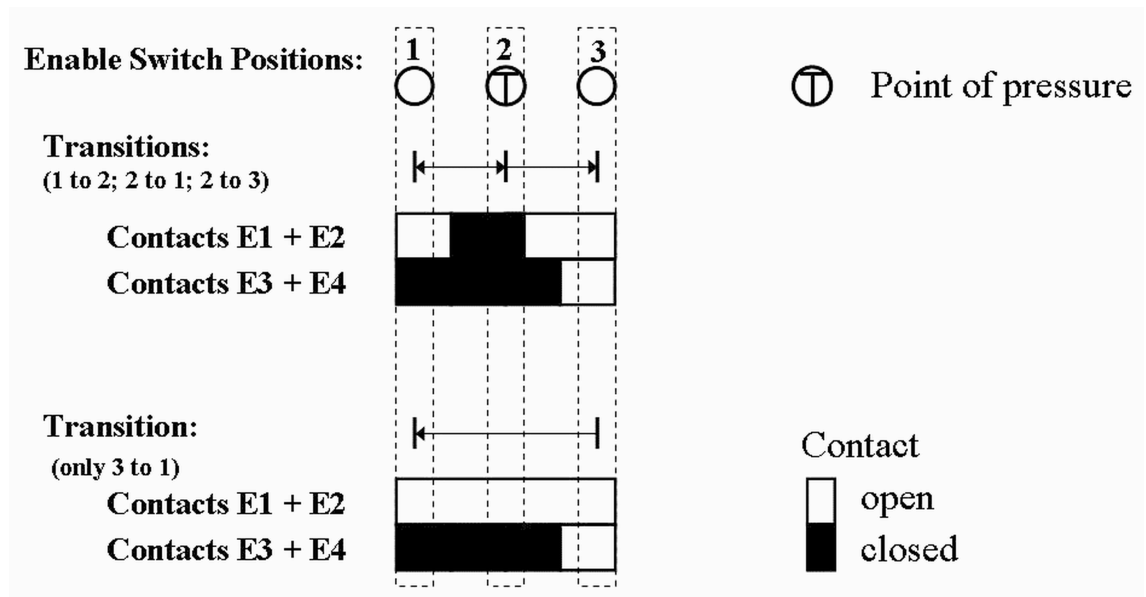 Enable Switch Positions:
1 2 3
T Point of pressure
Transitions:
(1 to 2; 2 to 1; 2 to 3)
Contacts E1 + E2
Contacts E3 + E4
Transition:
(only 3 to 1)
Contacts E1 + E2
Contacts E3 + E4
Contact
open
closed